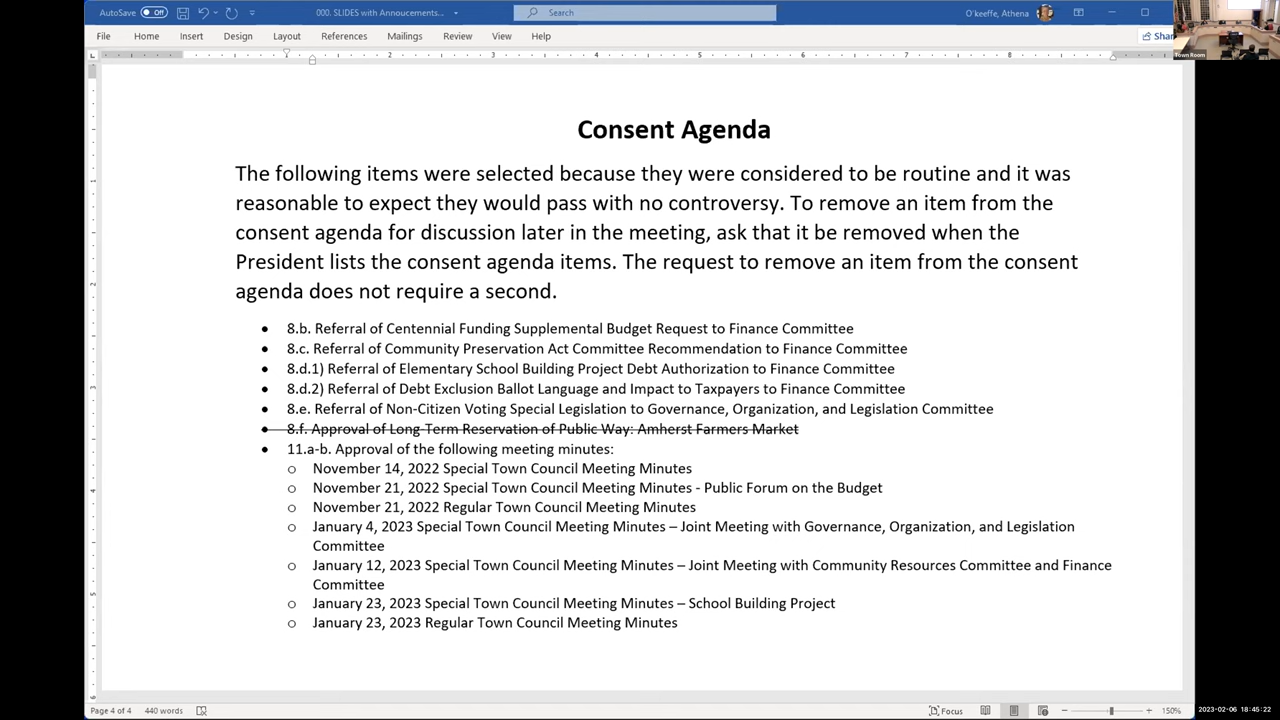 AutoSave Off 000. SLIDES with Annoucements... Search O'keeffe, Athena
File Home Insert Design Layout References Mailings Review View Help Shar
Town Room
2 3 4 5 6 7 8
Consent Agenda
The following items were selected because they were considered to be routine and it was
reasonable to expect they would pass with no controversy. To remove an item from the
consent agenda for discussion later in the meeting, ask that it be removed when the
President lists the consent agenda items. The request to remove an item from the consent
agenda does not require a second.
• 8.b. Referral of Centennial Funding Supplemental Budget Request to Finance Committee
• 8.c. Referral of Community Preservation Act Committee Recommendation to Finance Committee
• 8.d.1) Referral of Elementary School Building Project Debt Authorization to Finance Committee
• 8.d.2) Referral of Debt Exclusion Ballot Language and Impact to Taxpayers to Finance Committee
• 8.e. Referral of Non-Citizen Voting Special Legislation to Governance, Organization, and Legislation Committee
• 8.f. Approval of Long-Term Reservation of Public Way: Amherst Farmers Market
• 11.a-b. Approval of the following meeting minutes:
o November 14, 2022 Special Town Council Meeting Minutes
o November 21, 2022 Special Town Council Meeting Minutes - Public Forum on the Budget
o November 21, 2022 Regular Town Council Meeting Minutes
o January 4, 2023 Special Town Council Meeting Minutes – Joint Meeting with Governance, Organization, and Legislation
Committee
o January 12, 2023 Special Town Council Meeting Minutes – Joint Meeting with Community Resources Committee and Finance
Committee
o January 23, 2023 Special Town Council Meeting Minutes – School Building Project
o January 23, 2023 Regular Town Council Meeting Minutes
Page 4 of 4 440 words Focus 150%
2023-02-06 18:45:22